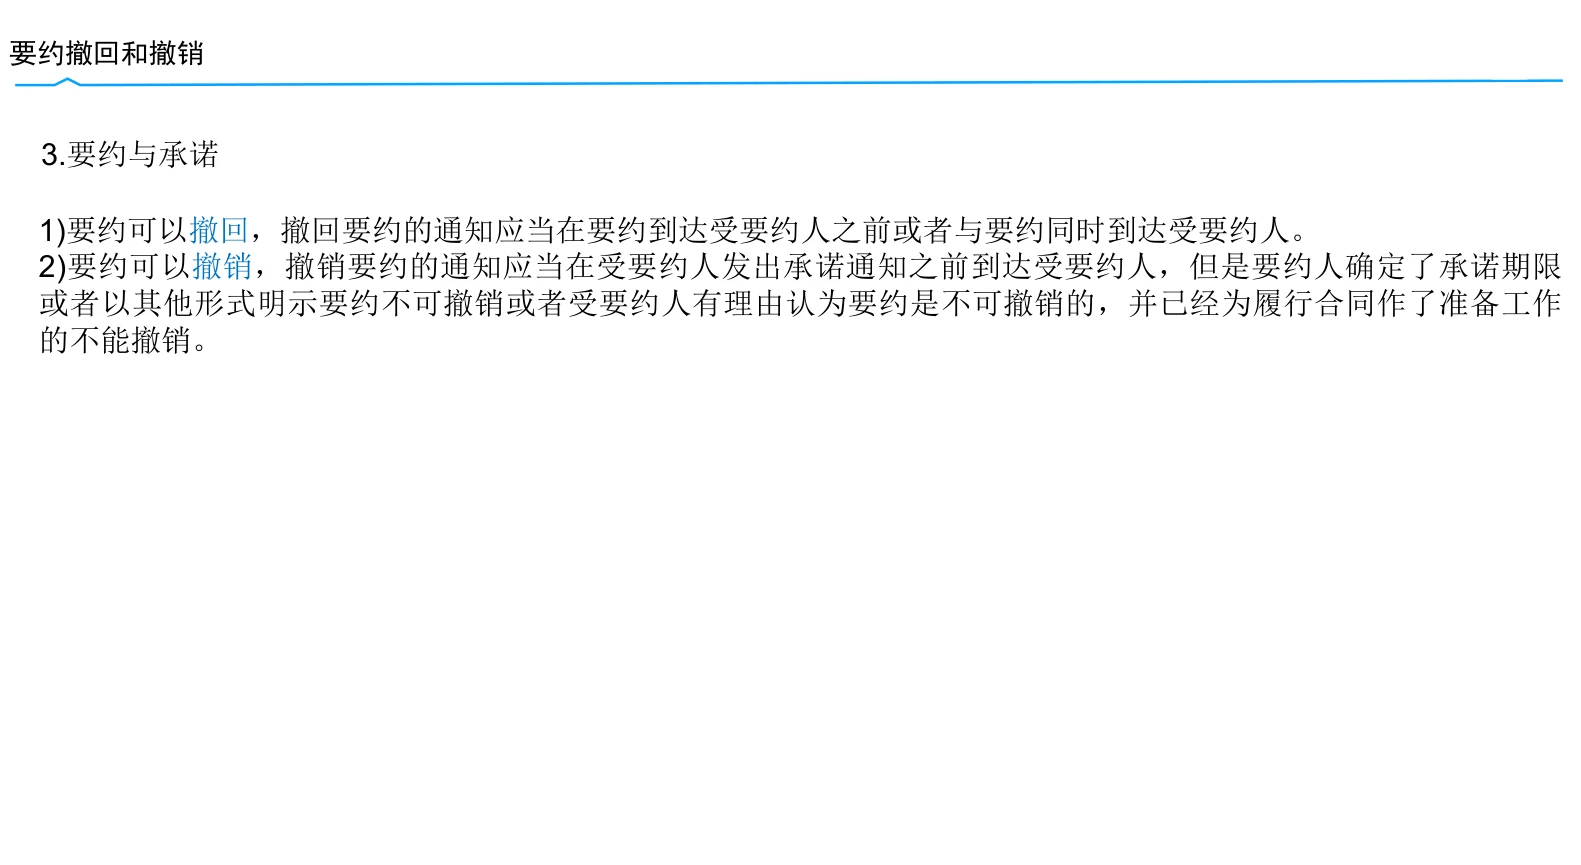 要约撤回和撤销
3.要约与承诺
1)要约可以撤回，撤回要约的通知应当在要约到达受要约人之前或者与要约同时到达受要约人。
2)要约可以撤销，撤销要约的通知应当在受要约人发出承诺通知之前到达受要约人，但是要约人确定了承诺期限
或者以其他形式明示要约不可撤销或者受要约人有理由认为要约是不可撤销的，并已经为履行合同作了准备工作
的不能撤销。